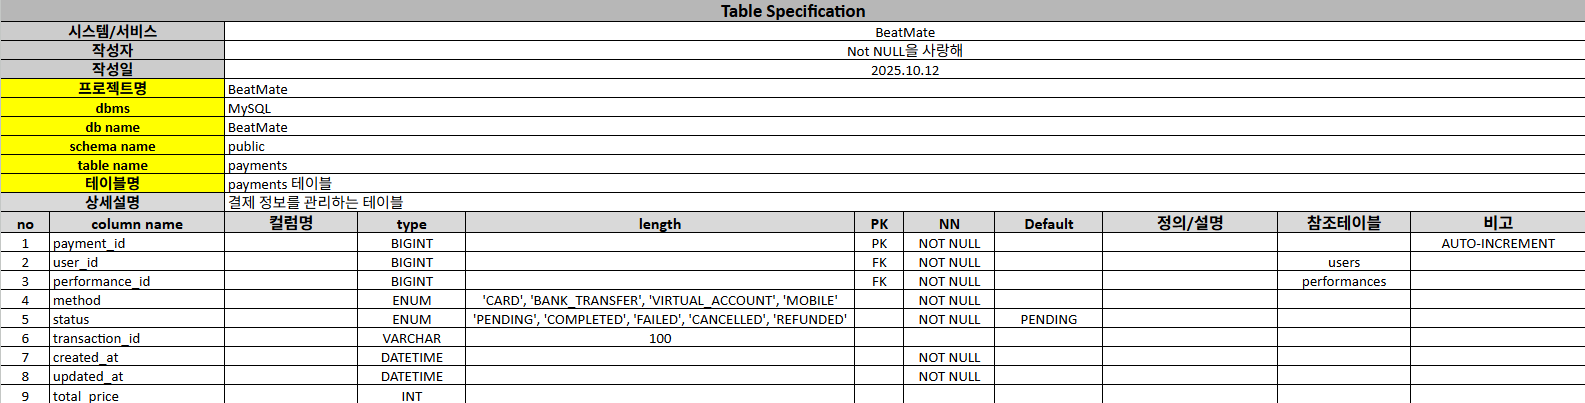 Table Specification
시스템/서비스 BeatMate
작성자 Not NULL을 사랑해
작성일 2025.10.12
프로젝트명 BeatMate
dbms MySQL
db name BeatMate
schema name public
table name payments
테이블명 payments 테이블
상세설명 결제 정보를 관리하는 테이블
no column name 컬럼명 type length PK NN Default 정의/설명 참조테이블 비고
1 payment_id BIGINT PK NOT NULL AUTO-INCREMENT
2 user_id BIGINT FK NOT NULL users
3 performance_id BIGINT FK NOT NULL performances
4 method ENUM 'CARD', 'BANK_TRANSFER', 'VIRTUAL_ACCOUNT', 'MOBILE' NOT NULL
5 status ENUM 'PENDING', 'COMPLETED', 'FAILED', 'CANCELLED', 'REFUNDED' NOT NULL PENDING
6 transaction_id VARCHAR 100
7 created_at DATETIME NOT NULL
8 updated_at DATETIME NOT NULL
9 total_price INT